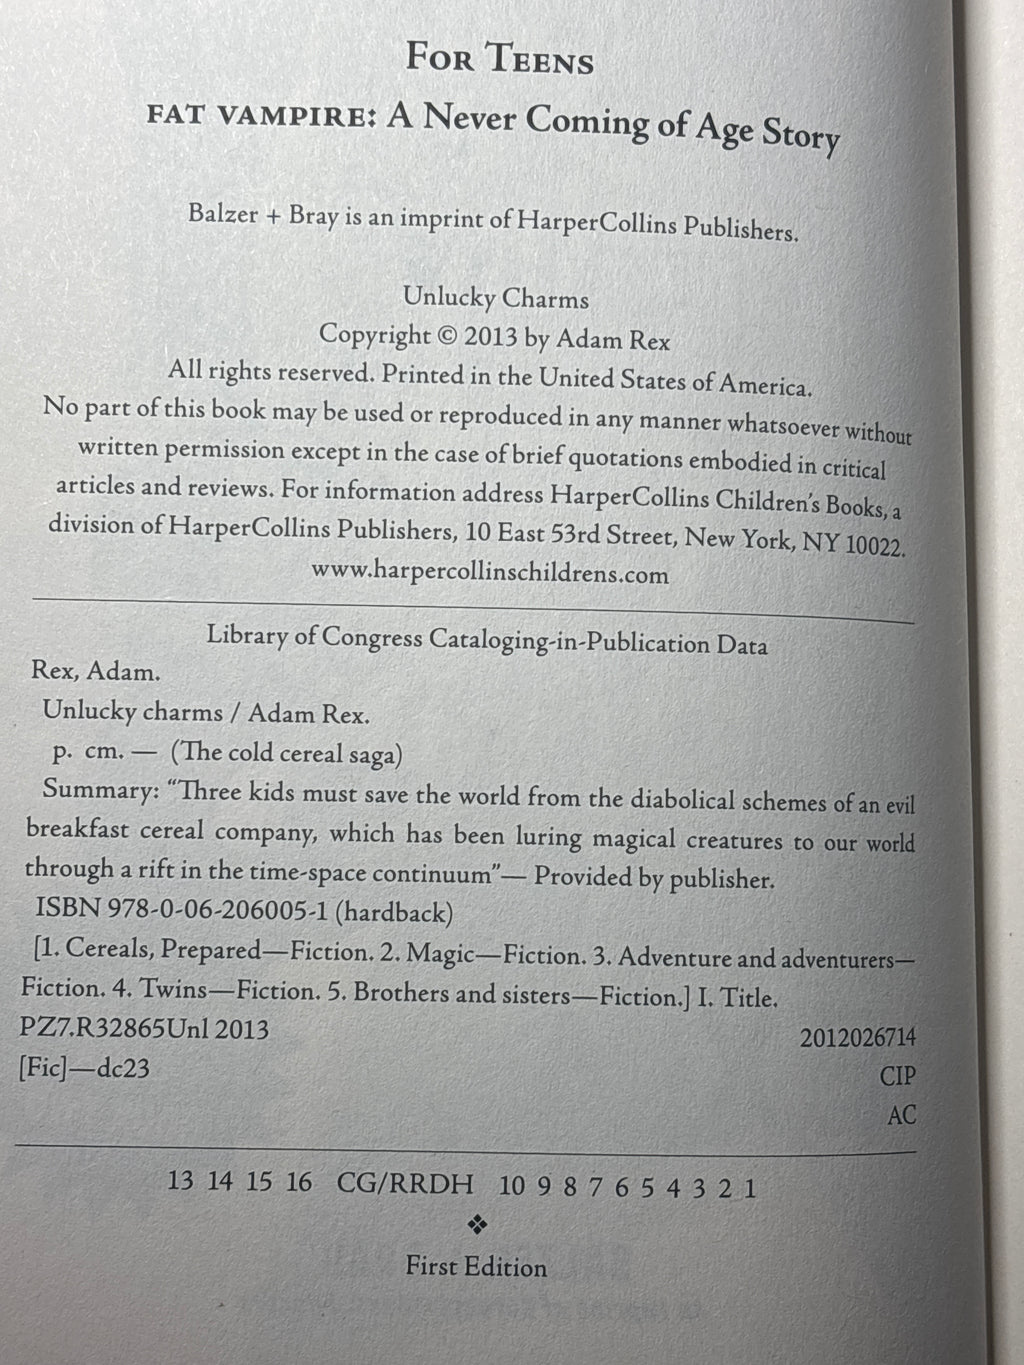 For Teens
FAT VAMPIRE: A Never Coming of Age Story
Balzer + Bray is an imprint of HarperCollins Publishers.
Unlucky Charms
Copyright © 2013 by Adam Rex
All rights reserved. Printed in the United States of America.
No part of this book may be used or reproduced in any manner whatsoever without
written permission except in the case of brief quotations embodied in critical
articles and reviews. For information address HarperCollins Children's Books, a
division of HarperCollins Publishers, 10 East 53rd Street, New York, NY 10022.
www.harpercollinschildrens.com
Library of Congress Cataloging-in-Publication Data
Rex, Adam.
Unlucky charms / Adam Rex.
p. cm. — (The cold cereal saga)
Summary: “Three kids must save the world from the diabolical schemes of an evil
breakfast cereal company, which has been luring magical creatures to our world
through a rift in the time-space continuum”— Provided by publisher.
ISBN 978-0-06-206005-1 (hardback)
[1. Cereals, Prepared—Fiction. 2. Magic—Fiction. 3. Adventure and adventurers—
Fiction. 4. Twins—Fiction. 5. Brothers and sisters—Fiction.] I. Title.
PZ7.R32865Unl 2013 2012026714
[Fic]—dc23 CIP
AC
13 14 15 16 CG/RRDH 10 9 8 7 6 5 4 3 2 1
❖
First Edition